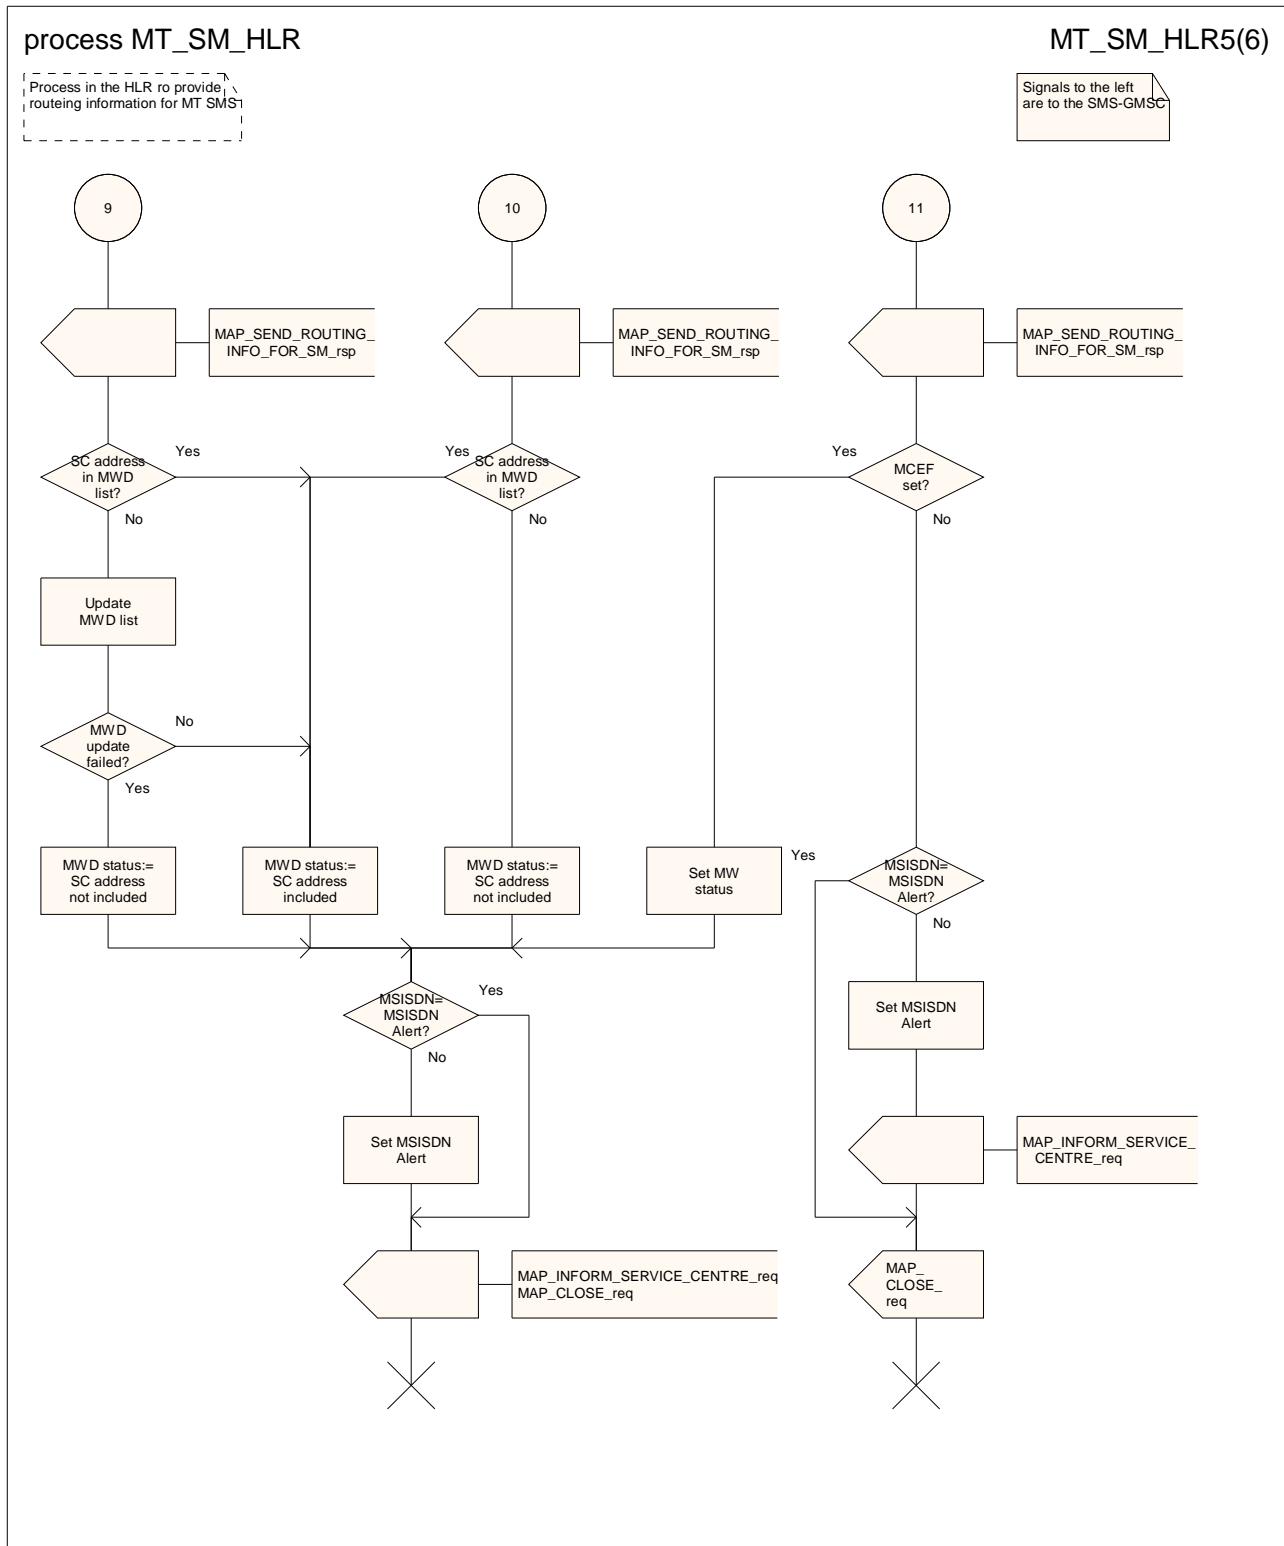 process MT_SM_HLR
MT_SM_HLR5(6)
Process in the HLR ro provide
routeing information for MT SMS
Signals to the left
are to the SMS-GMSC
9
10
11
MAP_SEND_ROUTING_
INFO_FOR_SM_rsp
MAP_SEND_ROUTING_
INFO_FOR_SM_rsp
MAP_SEND_ROUTING_
INFO_FOR_SM_rsp
SC address
in MWD
list?
Yes
No
Yes
SC address
in MWD
list?
No
Yes
MCEF
set?
No
Update
MWD list
MWD
update
failed?
No
Yes
MWD status:=
SC address
not included
MWD status:=
SC address
included
MWD status:=
SC address
not included
Set MW
status
Yes
MSISDN=
MSISDN
Alert?
No
MSISDN=
MSISDN
Alert?
Yes
No
Set MSISDN
Alert
Set MSISDN
Alert
MAP_INFORM_SERVICE_
CENTRE_req
MAP_INFORM_SERVICE_CENTRE_req
MAP_CLOSE_req
MAP_
CLOSE_
req